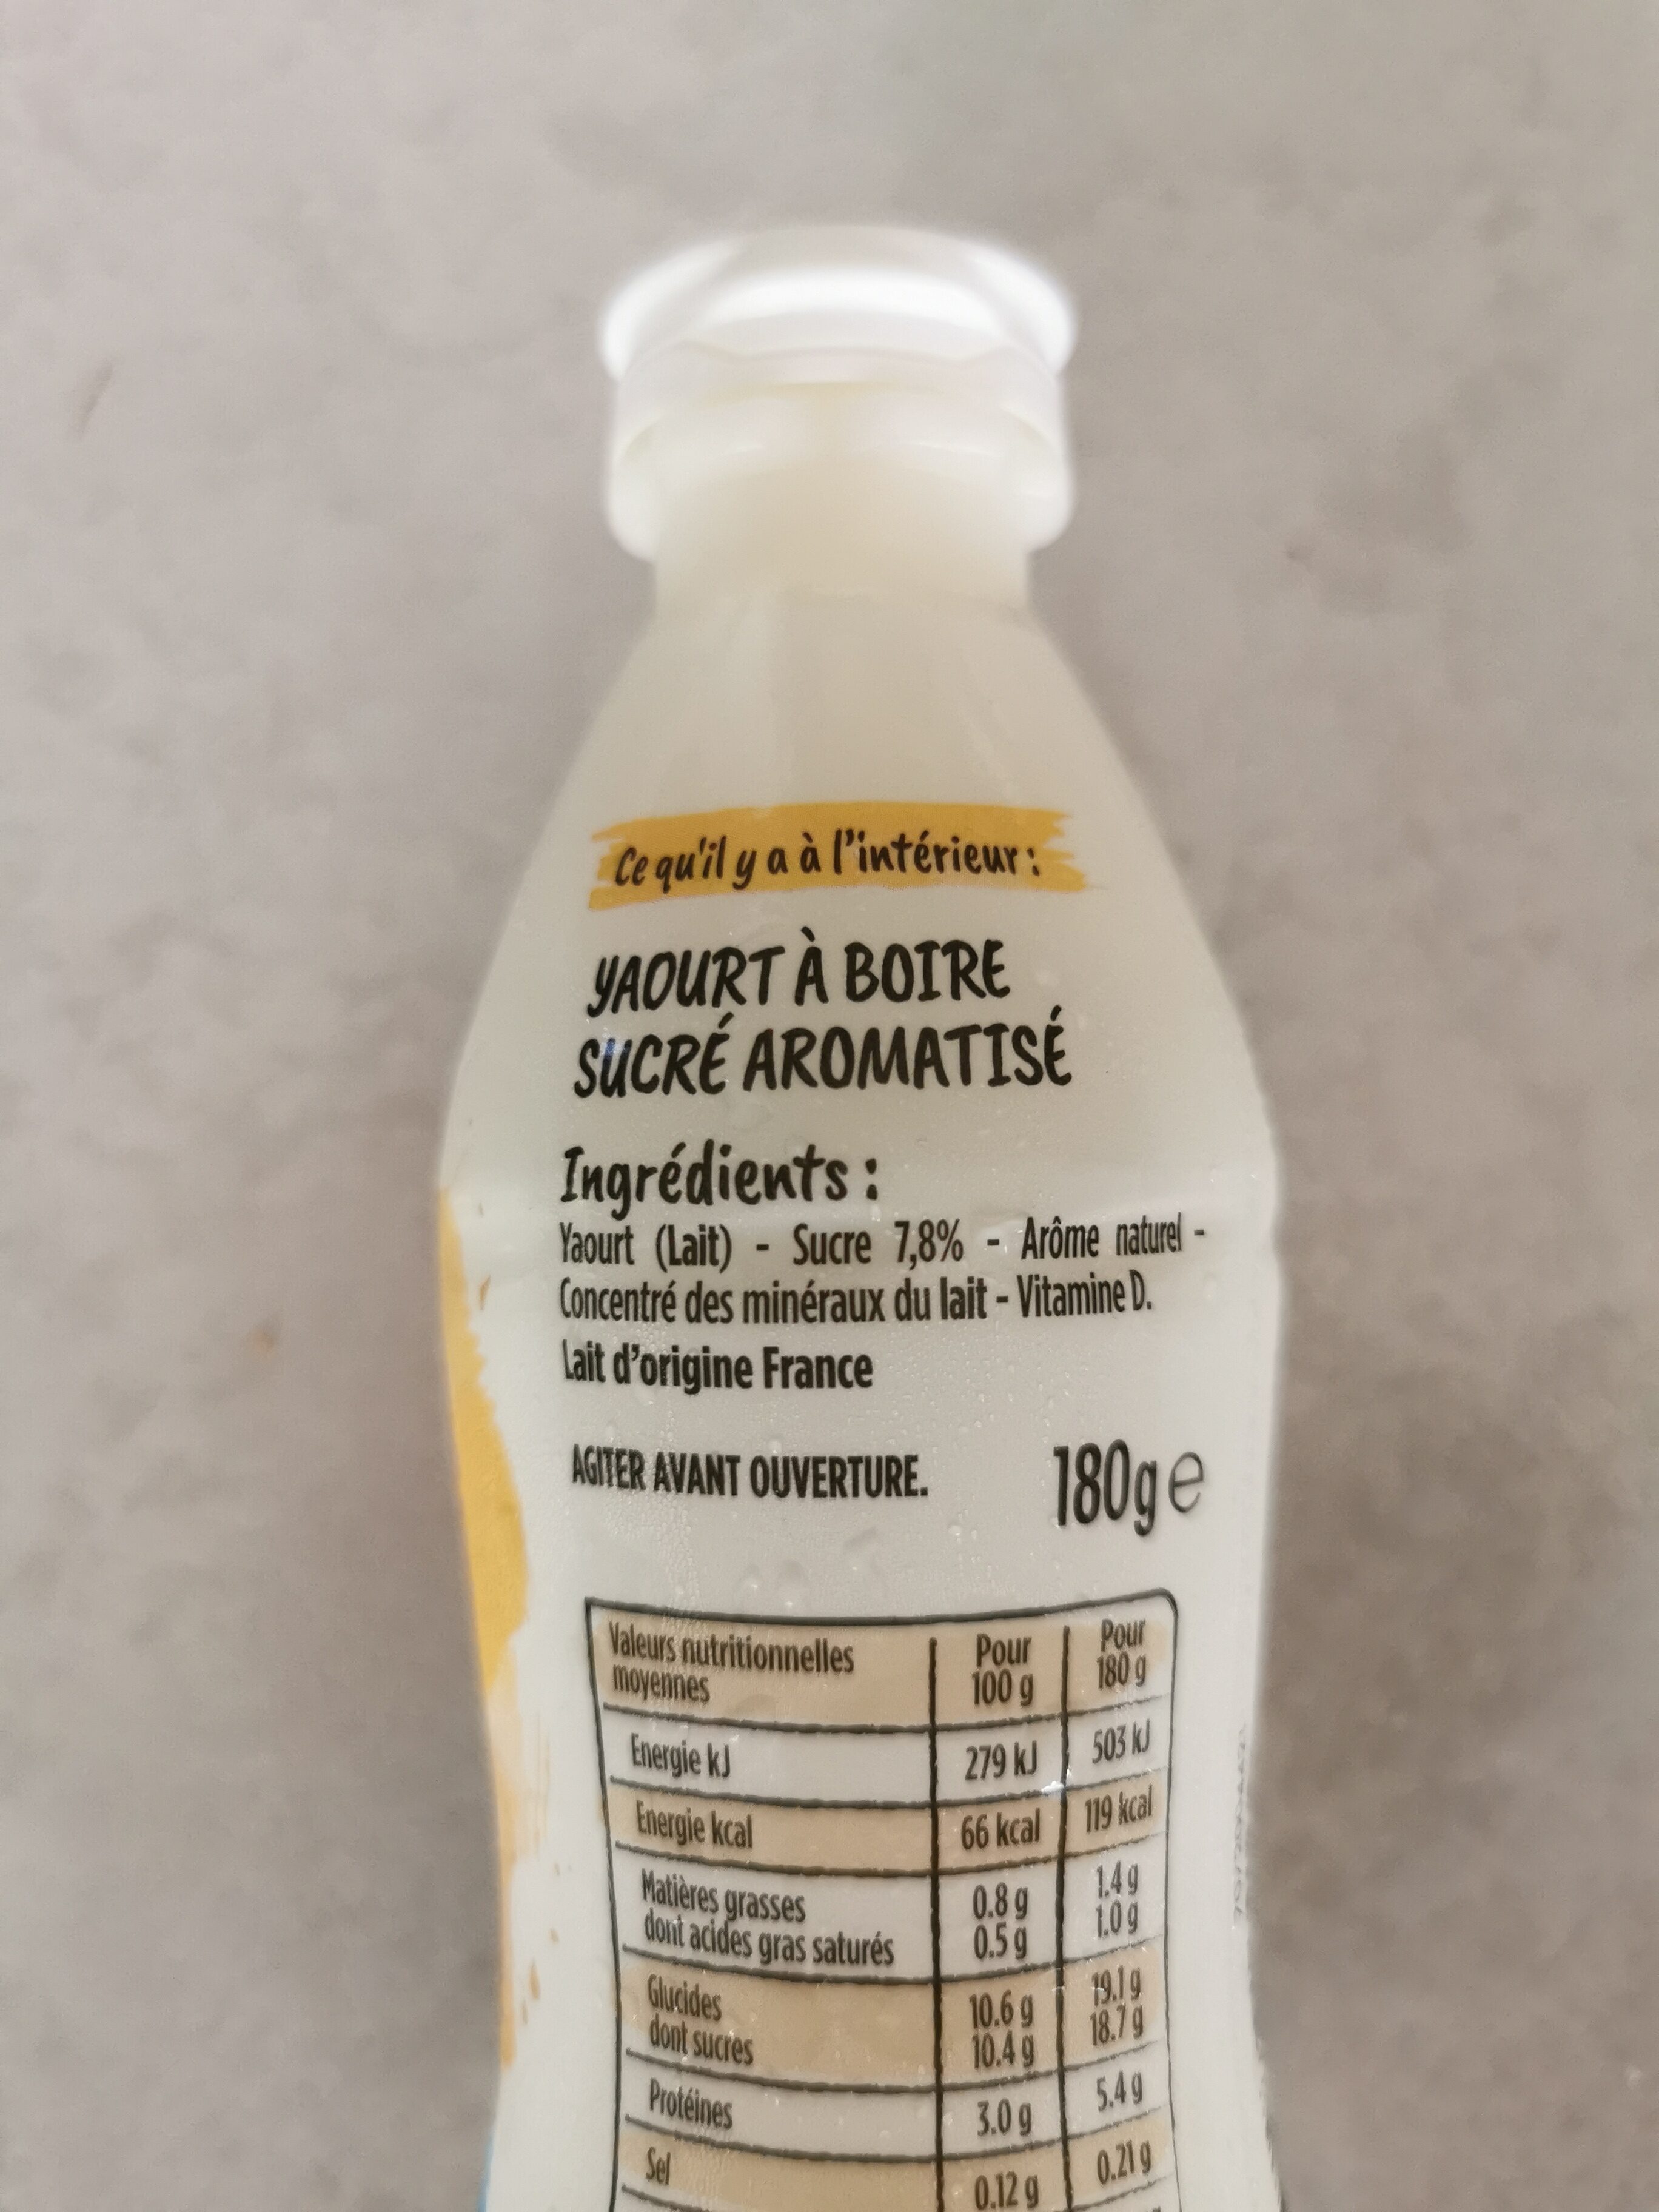 Ce qu'il y a à l'intérieur :
YAOURT À BOIRE
SUCRÉ AROMATISÉ
Ingrédients :
Yaourt (Lait) - Sucre 7,8% - Arôme naturel -
Concentré des minéraux du lait - Vitamine D.
Lait d'origine France
AGITER AVANT OUVERTURE. 180g e
Valeurs nutritionnelles moyennes Pour 100 g Pour 180 g
Energie kJ 279 kJ 503 kJ
Energie kcal 66 kcal 119 kcal
Matières grasses 0.8 g 1.4 g
dont acides gras saturés 0.5 g 1.0 g
Glucides 10.6 g 19.1 g
dont sucres 10.4 g 18.7 g
Protéines 3.0 g 5.4 g
Sel 0.12 g 0.21 g